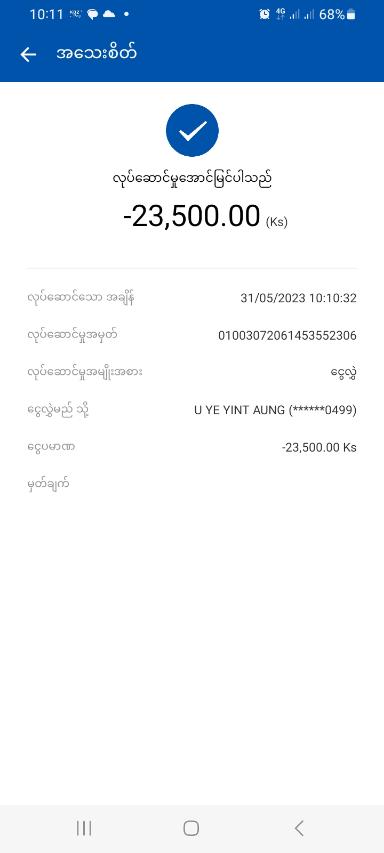 10:11
4G 68%
အသေးစိတ်
လုပ်ဆောင်မှုအောင်မြင်ပါသည်
-23,500.00 (Ks)
လုပ်ဆောင်သော အချိန် 31/05/2023 10:10:32
လုပ်ဆောင်မှုအမှတ် 01003072061453552306
လုပ်ဆောင်မှုအမျိုးအစား ငွေလွှဲ
ငွေလွှဲမည် သို့ U YE YINT AUNG (******0499)
ငွေပမာဏ -23,500.00 Ks
မှတ်ချက်